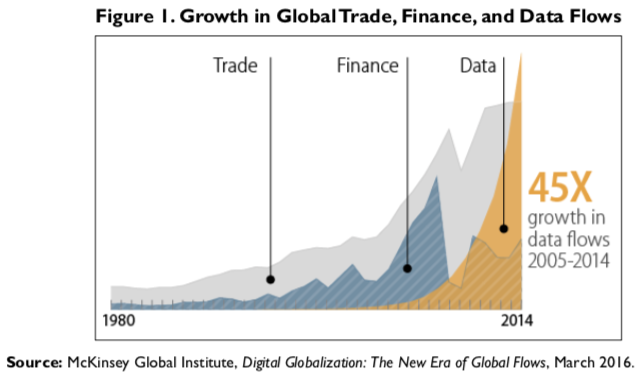 Figure 1. Growth in Global Trade, Finance, and Data Flows
Trade
Finance
Data
45X
growth in
data flows
2005-2014
1980
2014
Source: McKinsey Global Institute, Digital Globalization: The New Era of Global Flows, March 2016.